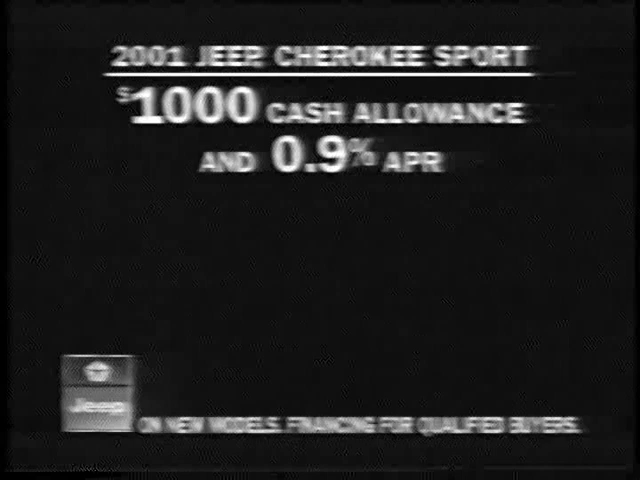 2001 JEEP® CHEROKEE SPORT
$1000 CASH ALLOWANCE
AND 0.9% APR
Jeep
ON NEW MODELS. FINANCING FOR QUALIFIED BUYERS.